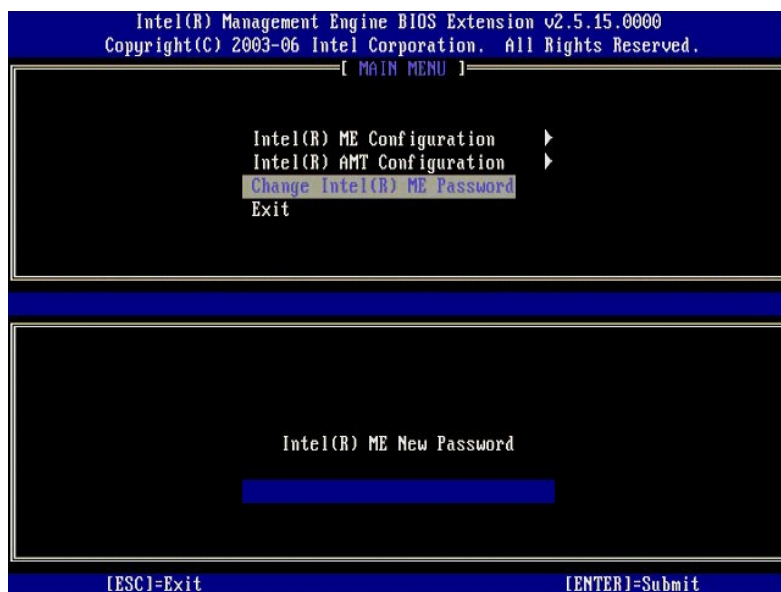 Intel(R) Management Engine BIOS Extension v2.5.15.0000
Copyright(C) 2003-06 Intel Corporation. All Rights Reserved.
[ MAIN MENU ]
Intel(R) ME Configuration
Intel(R) AMT Configuration
Change Intel(R) ME Password
Exit
Intel(R) ME New Password
[ESC]=Exit [ENTER]=Submit